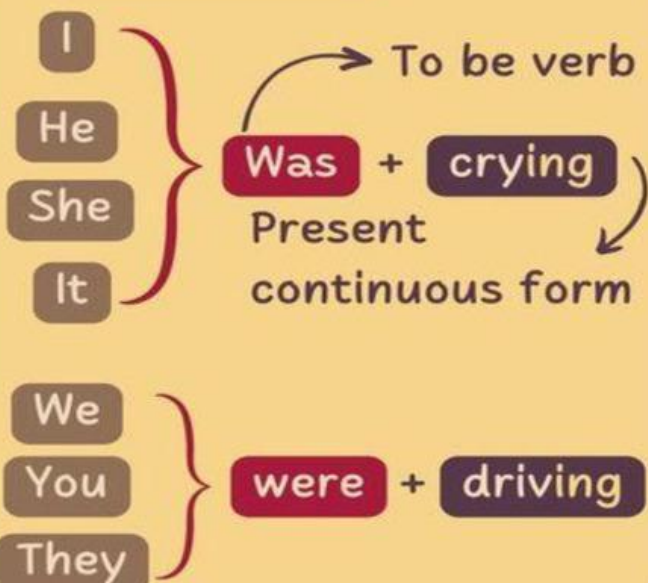 I
He
She
It
To be verb
Was + crying
Present
continuous form
We
You
They
were + driving